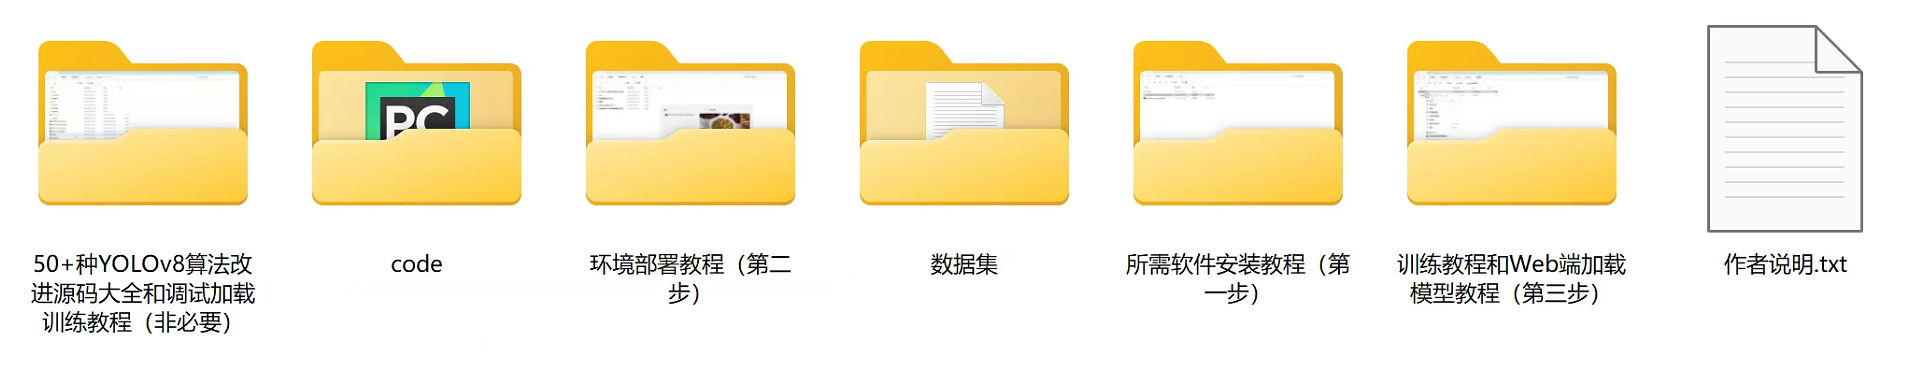 PC
50+种YOLOv8算法改
进源码大全和调试加载
训练教程（非必要）
code
环境部署教程（第二
步）
数据集
所需软件安装教程（第
一步）
训练教程和Web端加载
模型教程（第三步）
作者说明.txt